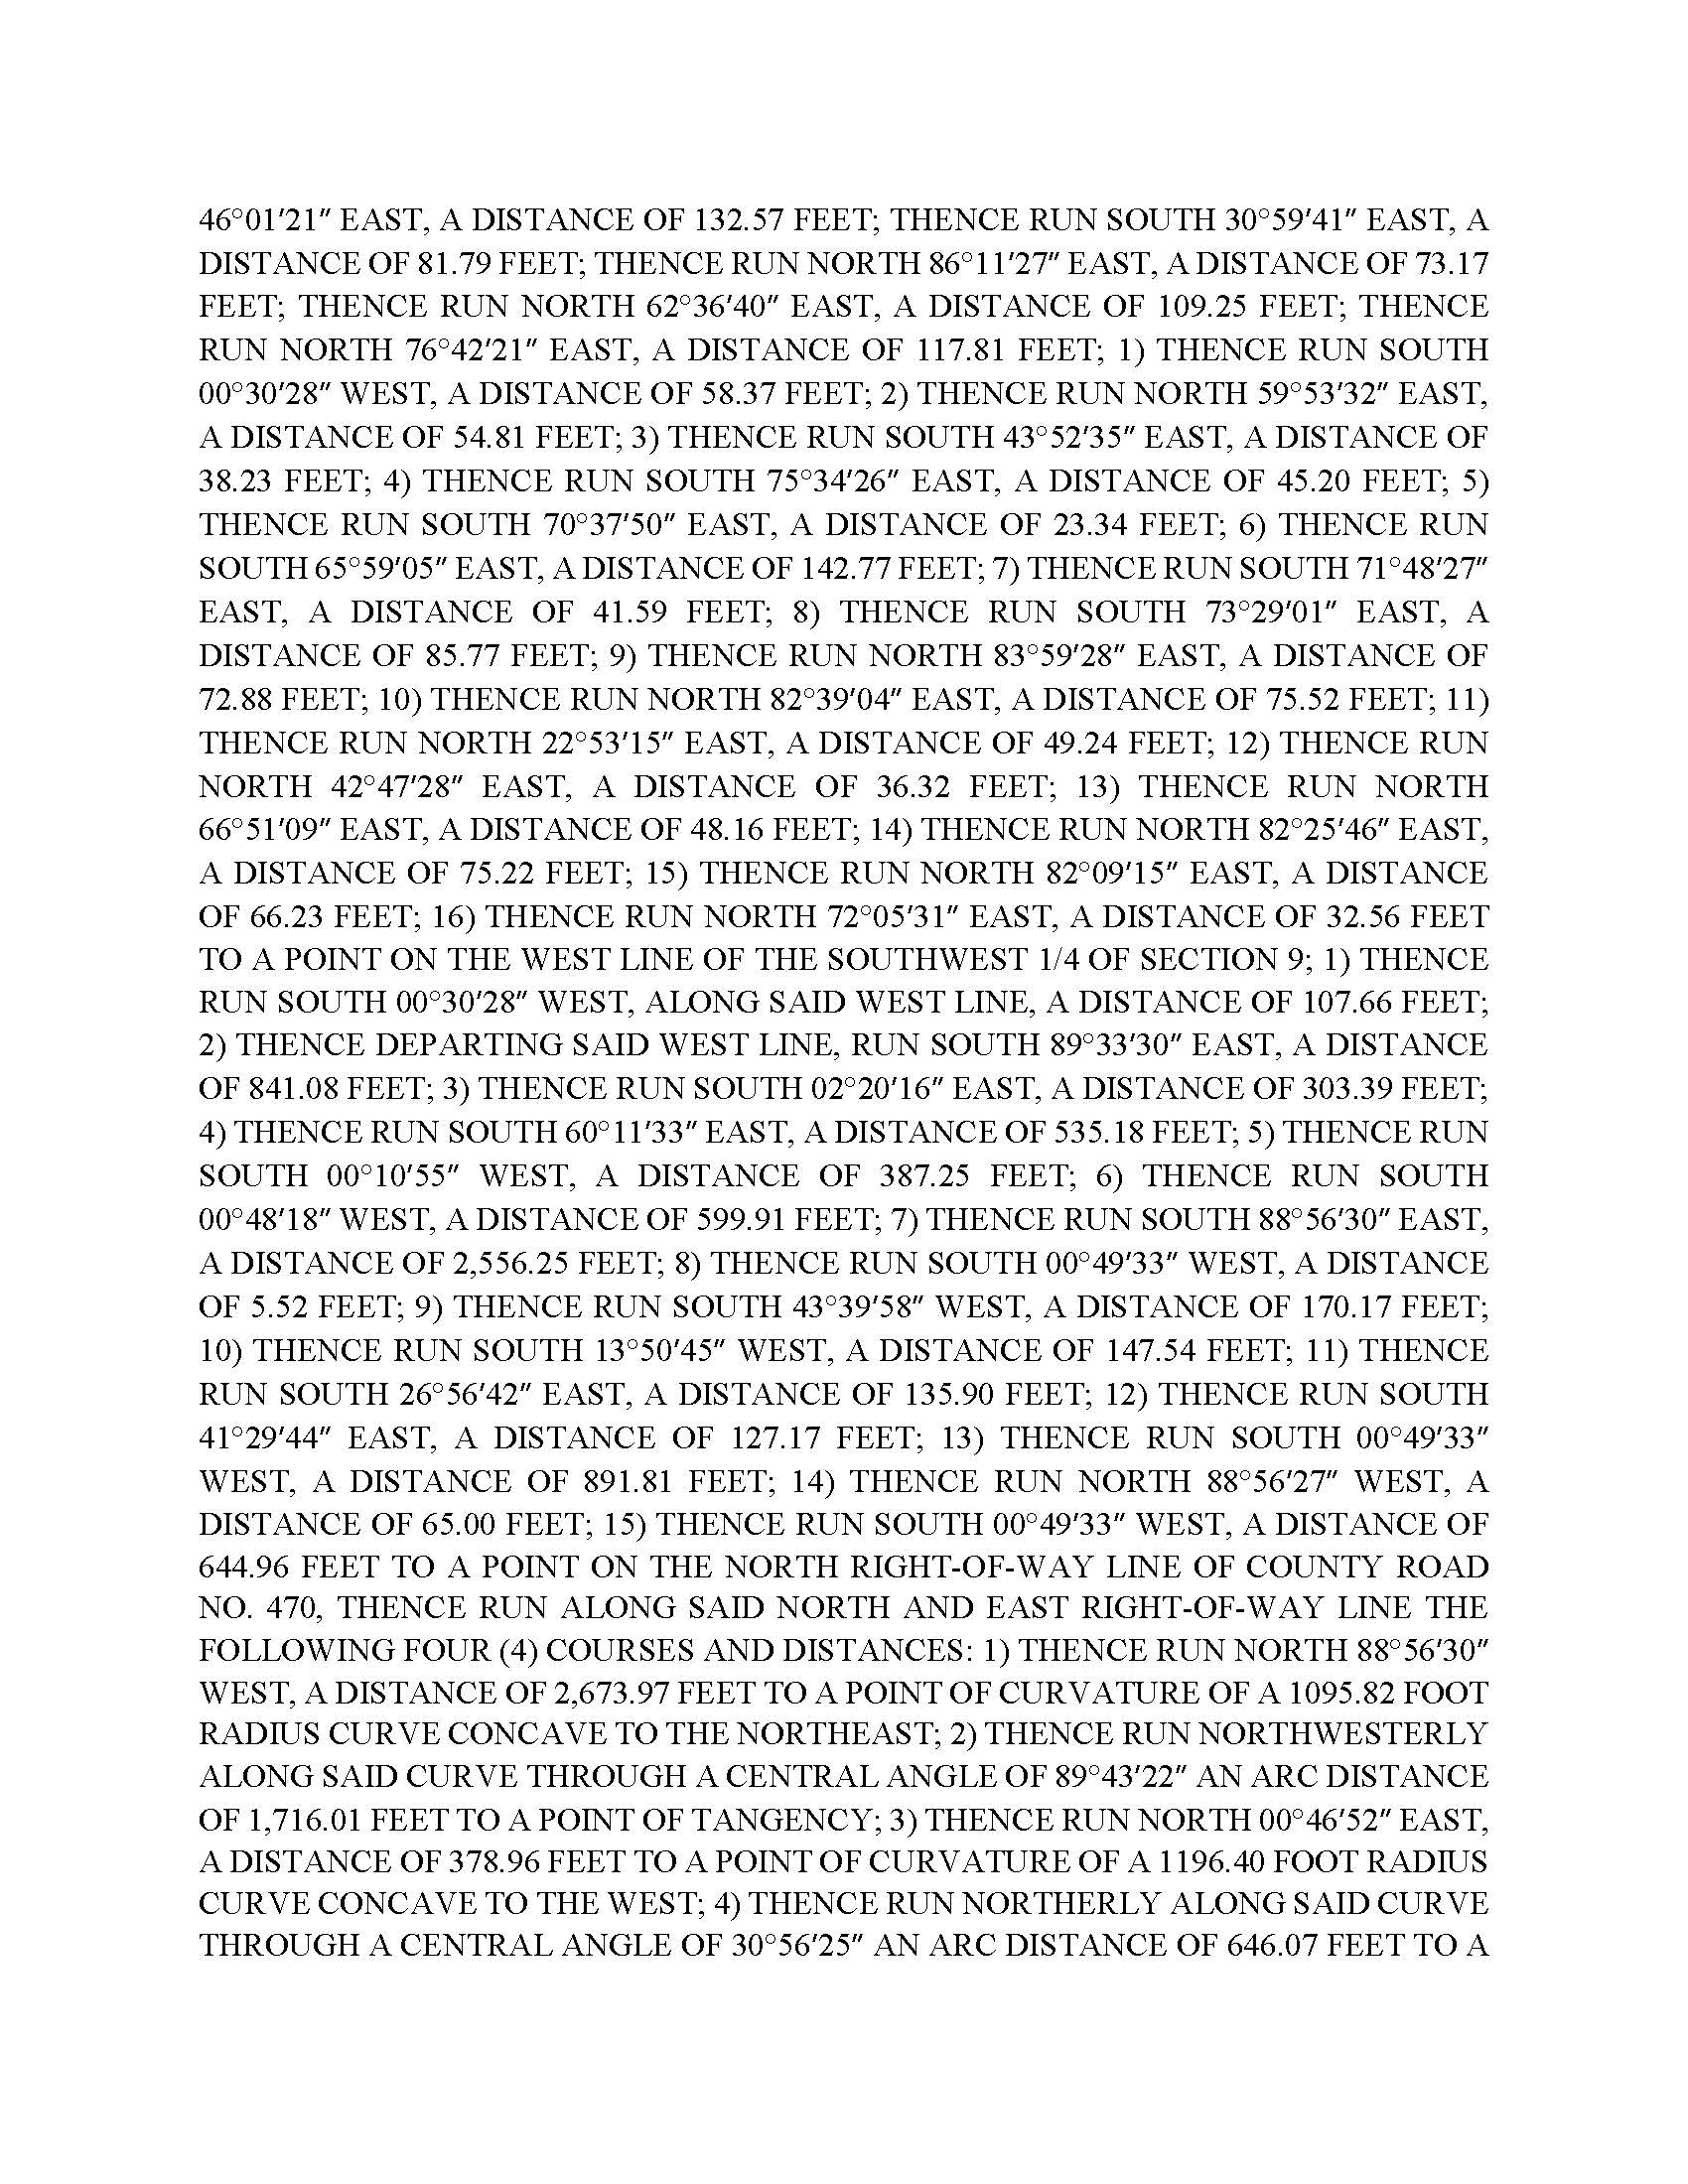 46°01′21″ EAST, A DISTANCE OF 132.57 FEET; THENCE RUN SOUTH 30°59′41″ EAST, A
DISTANCE OF 81.79 FEET; THENCE RUN NORTH 86°11′27″ EAST, A DISTANCE OF 73.17
FEET; THENCE RUN NORTH 62°36′40″ EAST, A DISTANCE OF 109.25 FEET; THENCE
RUN NORTH 76°42′21″ EAST, A DISTANCE OF 117.81 FEET; 1) THENCE RUN SOUTH
00°30′28″ WEST, A DISTANCE OF 58.37 FEET; 2) THENCE RUN NORTH 59°53′32″ EAST,
A DISTANCE OF 54.81 FEET; 3) THENCE RUN SOUTH 43°52′35″ EAST, A DISTANCE OF
38.23 FEET; 4) THENCE RUN SOUTH 75°34′26″ EAST, A DISTANCE OF 45.20 FEET; 5)
THENCE RUN SOUTH 70°37′50″ EAST, A DISTANCE OF 23.34 FEET; 6) THENCE RUN
SOUTH 65°59′05″ EAST, A DISTANCE OF 142.77 FEET; 7) THENCE RUN SOUTH 71°48′27″
EAST, A DISTANCE OF 41.59 FEET; 8) THENCE RUN SOUTH 73°29′01″ EAST, A
DISTANCE OF 85.77 FEET; 9) THENCE RUN NORTH 83°59′28″ EAST, A DISTANCE OF
72.88 FEET; 10) THENCE RUN NORTH 82°39′04″ EAST, A DISTANCE OF 75.52 FEET; 11)
THENCE RUN NORTH 22°53′15″ EAST, A DISTANCE OF 49.24 FEET; 12) THENCE RUN
NORTH 42°47′28″ EAST, A DISTANCE OF 36.32 FEET; 13) THENCE RUN NORTH
66°51′09″ EAST, A DISTANCE OF 48.16 FEET; 14) THENCE RUN NORTH 82°25′46″ EAST,
A DISTANCE OF 75.22 FEET; 15) THENCE RUN NORTH 82°09′15″ EAST, A DISTANCE
OF 66.23 FEET; 16) THENCE RUN NORTH 72°05′31″ EAST, A DISTANCE OF 32.56 FEET
TO A POINT ON THE WEST LINE OF THE SOUTHWEST 1/4 OF SECTION 9; 1) THENCE
RUN SOUTH 00°30′28″ WEST, ALONG SAID WEST LINE, A DISTANCE OF 107.66 FEET;
2) THENCE DEPARTING SAID WEST LINE, RUN SOUTH 89°33′30″ EAST, A DISTANCE
OF 841.08 FEET; 3) THENCE RUN SOUTH 02°20′16″ EAST, A DISTANCE OF 303.39 FEET;
4) THENCE RUN SOUTH 60°11′33″ EAST, A DISTANCE OF 535.18 FEET; 5) THENCE RUN
SOUTH 00°10′55″ WEST, A DISTANCE OF 387.25 FEET; 6) THENCE RUN SOUTH
00°48′18″ WEST, A DISTANCE OF 599.91 FEET; 7) THENCE RUN SOUTH 88°56′30″ EAST,
A DISTANCE OF 2,556.25 FEET; 8) THENCE RUN SOUTH 00°49′33″ WEST, A DISTANCE
OF 5.52 FEET; 9) THENCE RUN SOUTH 43°39′58″ WEST, A DISTANCE OF 170.17 FEET;
10) THENCE RUN SOUTH 13°50′45″ WEST, A DISTANCE OF 147.54 FEET; 11) THENCE
RUN SOUTH 26°56′42″ EAST, A DISTANCE OF 135.90 FEET; 12) THENCE RUN SOUTH
41°29′44″ EAST, A DISTANCE OF 127.17 FEET; 13) THENCE RUN SOUTH 00°49′33″
WEST, A DISTANCE OF 891.81 FEET; 14) THENCE RUN NORTH 88°56′27″ WEST, A
DISTANCE OF 65.00 FEET; 15) THENCE RUN SOUTH 00°49′33″ WEST, A DISTANCE OF
644.96 FEET TO A POINT ON THE NORTH RIGHT-OF-WAY LINE OF COUNTY ROAD
NO. 470, THENCE RUN ALONG SAID NORTH AND EAST RIGHT-OF-WAY LINE THE
FOLLOWING FOUR (4) COURSES AND DISTANCES: 1) THENCE RUN NORTH 88°56′30″
WEST, A DISTANCE OF 2,673.97 FEET TO A POINT OF CURVATURE OF A 1095.82 FOOT
RADIUS CURVE CONCAVE TO THE NORTHEAST; 2) THENCE RUN NORTHWESTERLY
ALONG SAID CURVE THROUGH A CENTRAL ANGLE OF 89°43′22″ AN ARC DISTANCE
OF 1,716.01 FEET TO A POINT OF TANGENCY; 3) THENCE RUN NORTH 00°46′52″ EAST,
A DISTANCE OF 378.96 FEET TO A POINT OF CURVATURE OF A 1196.40 FOOT RADIUS
CURVE CONCAVE TO THE WEST; 4) THENCE RUN NORTHERLY ALONG SAID CURVE
THROUGH A CENTRAL ANGLE OF 30°56′25″ AN ARC DISTANCE OF 646.07 FEET TO A